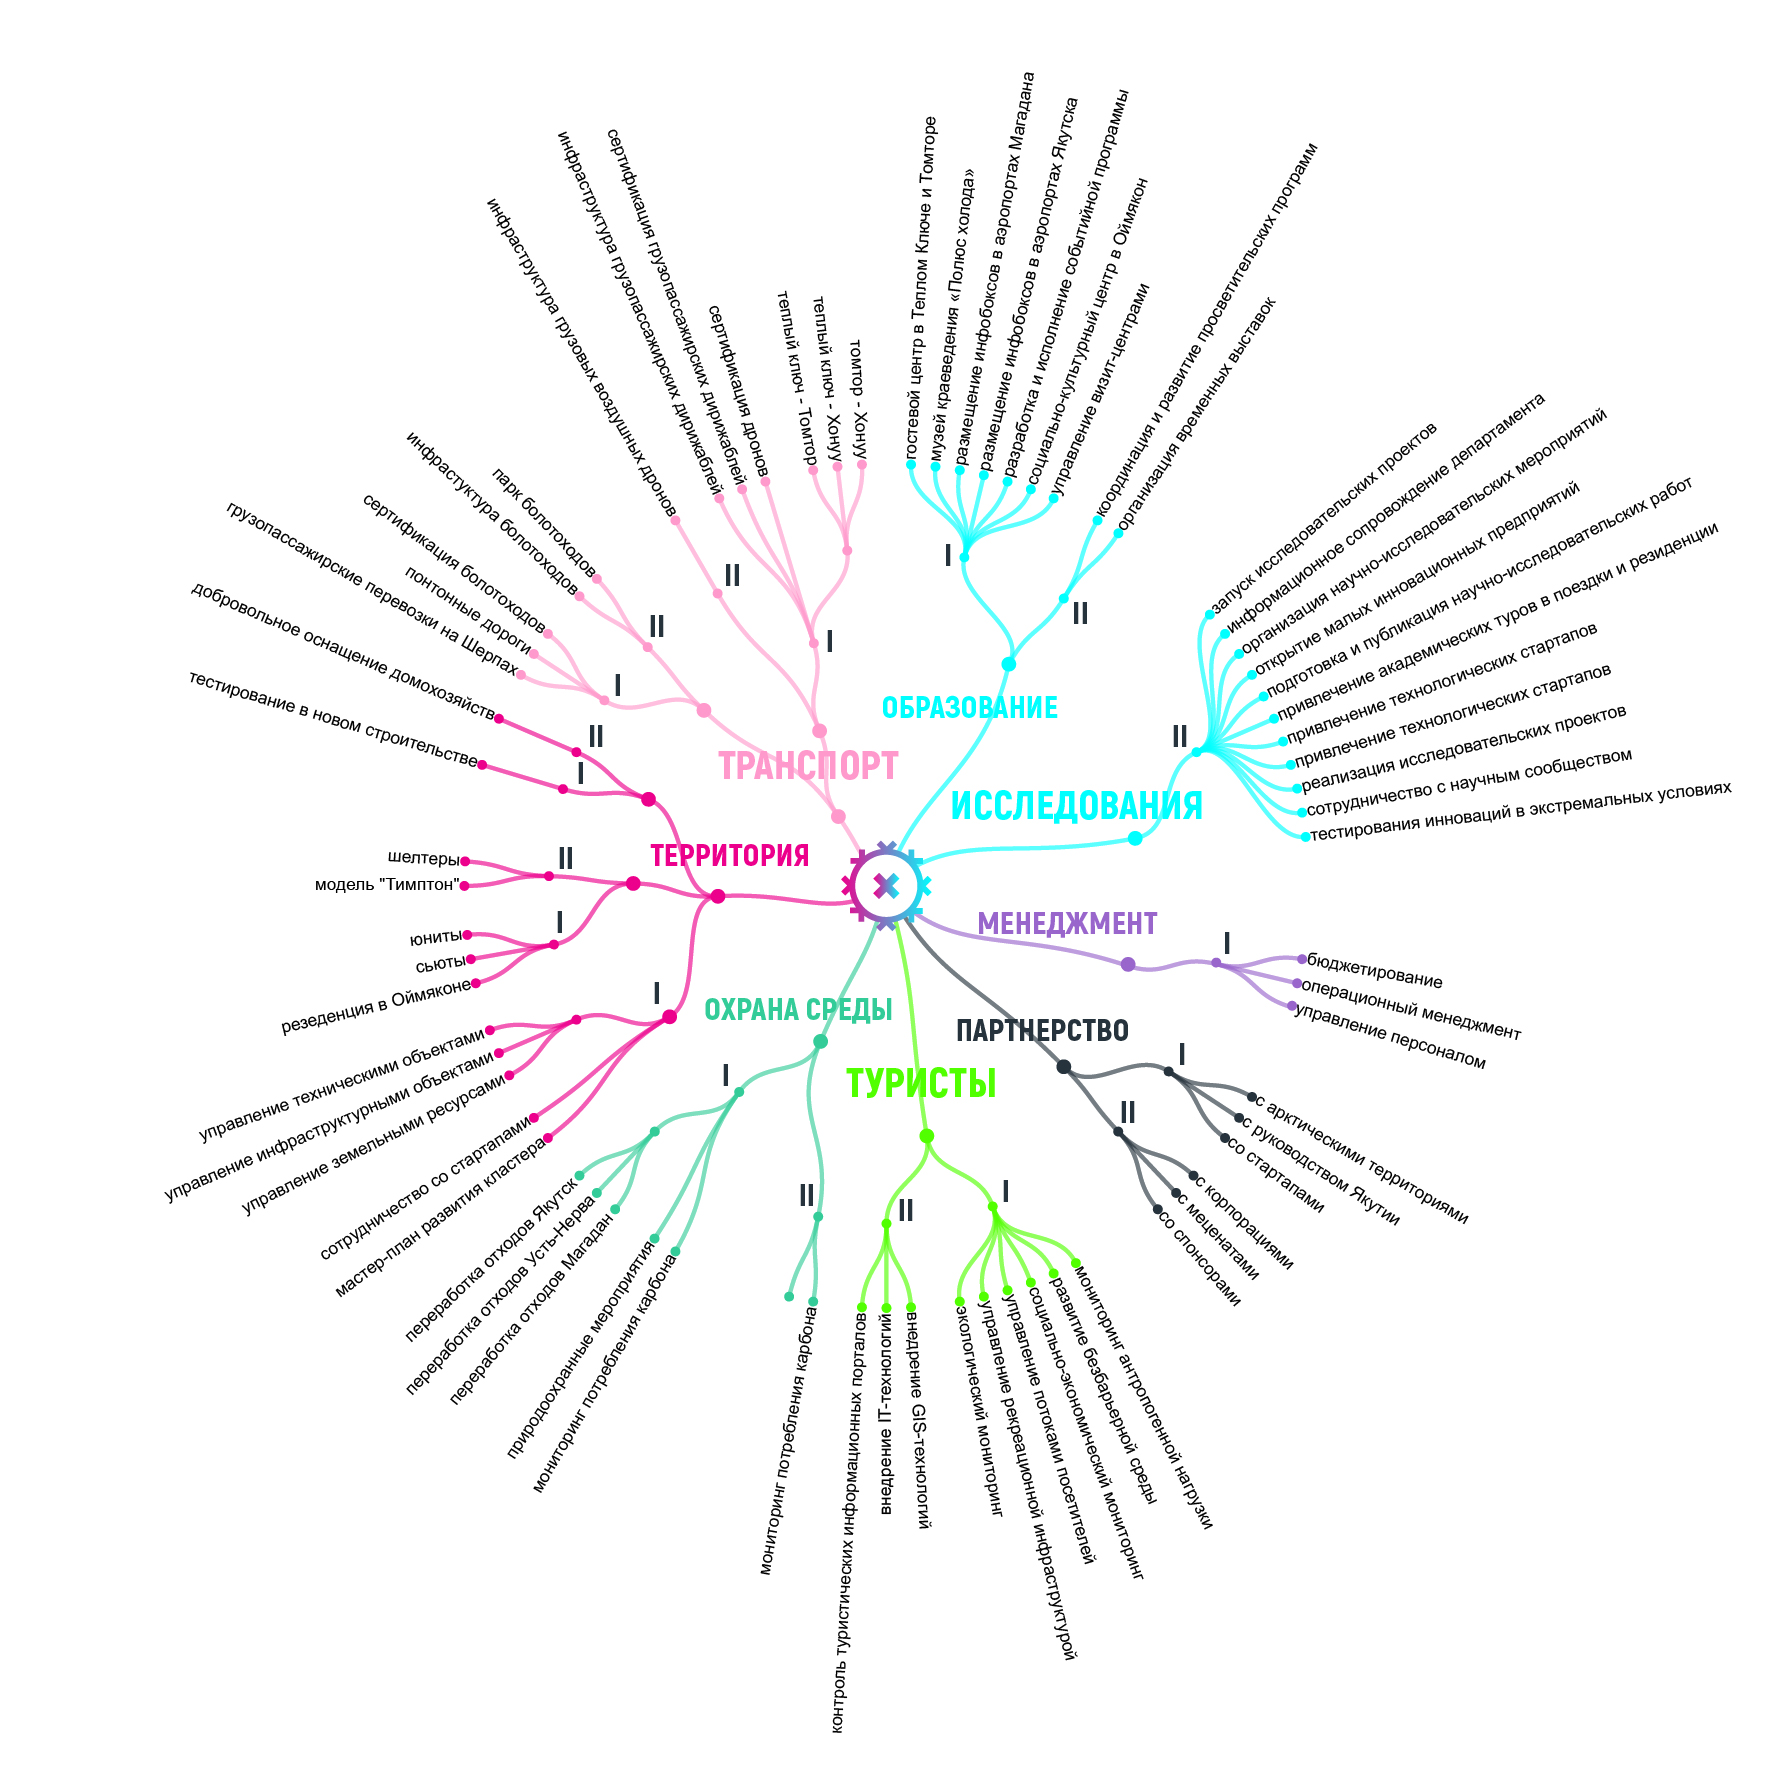 ОБРАЗОВАНИЕ
I
гостевой центр в Теплом Ключе и Томторе
музей краеведения «Полюс холода»
размещение инфобоксов в аэропортах Магадана
размещение инфобоксов в аэропортах Якутска
разработка и исполнение событийной программы
социально-культурный центр в Оймякон
управление визит-центрами
II
координация и развитие просветительских программ
организация временных выставок
ИССЛЕДОВАНИЯ
II
запуск исследовательских проектов
информационное сопровождение департамента
организация научно-исследовательских мероприятий
открытие малых инновационных предприятий
подготовка и публикация научно-исследовательских работ
привлечение академических туров в поездки и резиденции
привлечение технологических стартапов
привлечение технологических стартапов
реализация исследовательских проектов
сотрудничество с научным сообществом
тестирования инноваций в экстремальных условиях
МЕНЕДЖМЕНТ
I
бюджетирование
операционный менеджмент
управление персоналом
ПАРТНЕРСТВО
I
с арктическими территориями
с руководством Якутии
со стартапами
II
с корпорациями
с меценатами
со спонсорами
ТУРИСТЫ
I
мониторинг антропогенной нагрузки
развитие безбарьерной среды
социально-экономический мониторинг
управление потоками посетителей
управление рекреационной инфраструктурой
экологический мониторинг
II
внедрение GIS-технологий
внедрение IT-технологий
контроль туристических информационных порталов
ОХРАНА СРЕДЫ
II
мониторинг потребления карбона
I
мониторинг потребления карбона
природоохранные мероприятия
переработка отходов Магадан
переработка отходов Усть-Нерва
переработка отходов Якутск
ТЕРРИТОРИЯ
I
мастер-план развития кластера
сотрудничество со стартапами
управление земельными ресурсами
управление инфраструктурными объектами
управление техническими объектами
I
резеденция в Оймяконе
сьюты
юниты
II
модель "Тимптон"
шелтеры
I
тестирование в новом строительстве
II
добровольное оснащение домохозяйств
ТРАНСПОРТ
I
грузопассажирские перевозки на Шерпах
понтонные дороги
сертификация болотоходов
II
инфрастуктура болотоходов
парк болотоходов
II
инфраструктура грузовых воздушных дронов
I
инфраструктура грузопассажирских дирижаблей
сертификация грузопассажирских дирижаблей
сертификация дронов
теплый ключ - Томтор
теплый ключ - Хонуу
томтор - Хонуу